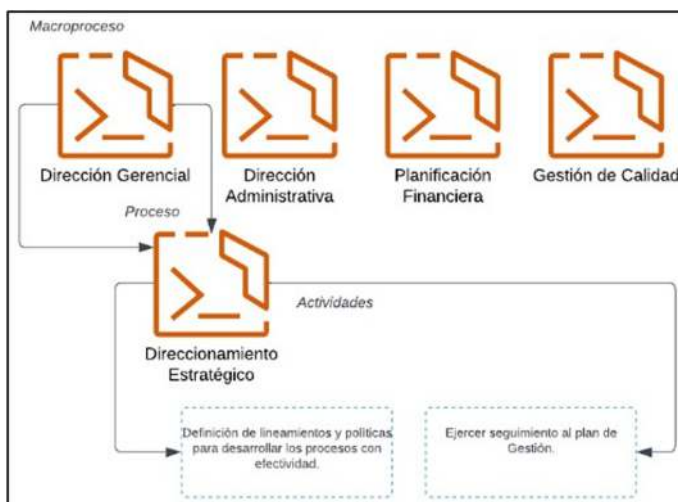 Macroproceso
Dirección Gerencial
Dirección
Administrativa
Planificación
Financiera
Gestión de Calidad
Proceso
Direccionamiento
Estratégico
Actividades
Definición de lineamientos y políticas
para desarrollar los procesos con
efectividad.
Ejercer seguimiento al plan de
Gestión.